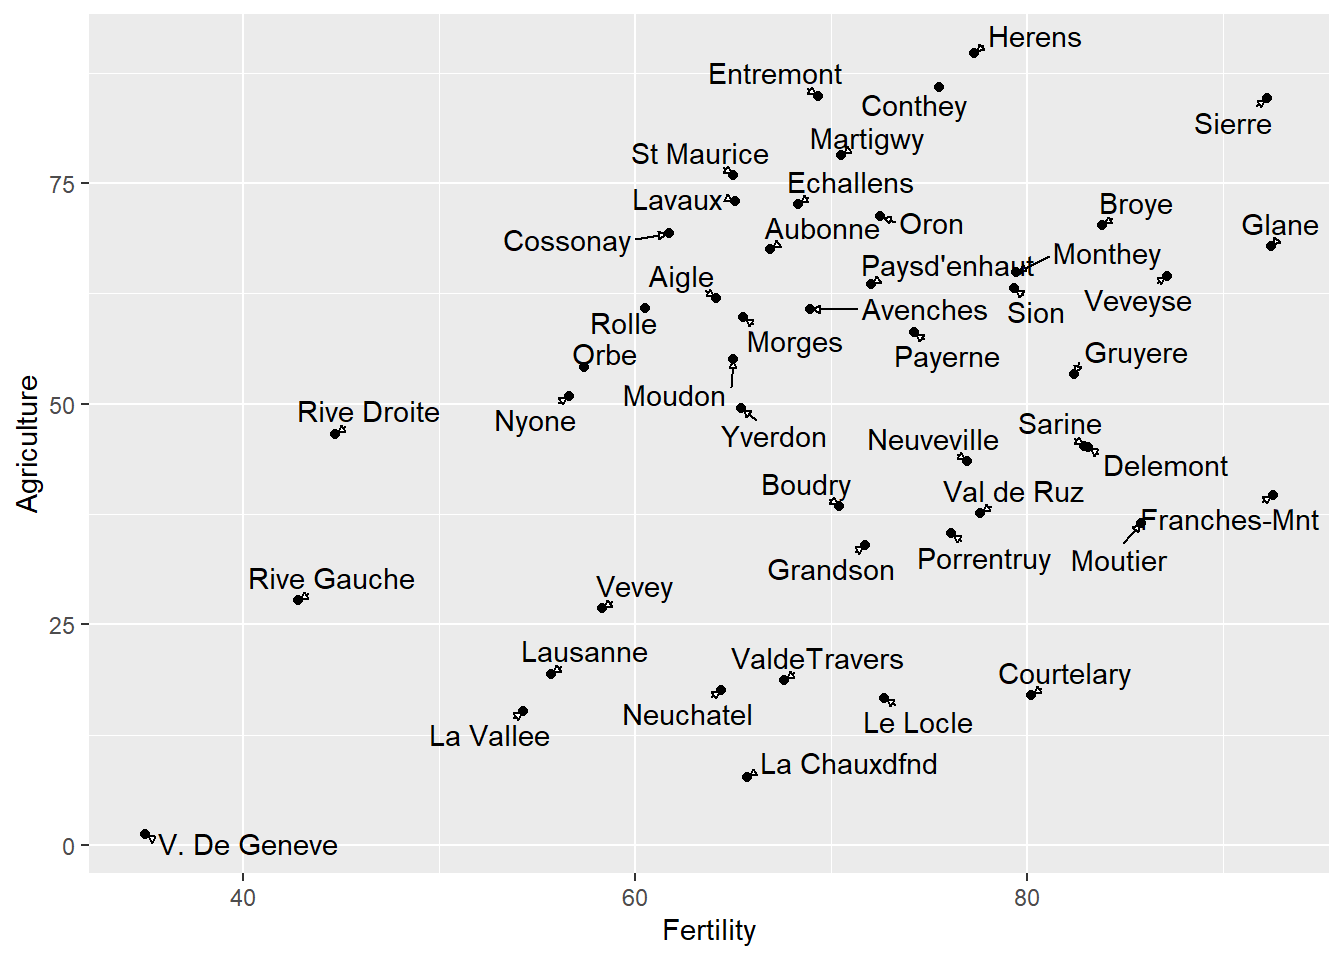 Herens
Entremont
Conthey
Sierre
Martigwy
St Maurice
Echallens
Lavaux
Broye
Cossonay
Aubonne
Oron
Glane
Monthey
Paysd'enhaut
Aigle
Veveyse
Avenches
Sion
Rolle
Morges
Orbe
Payerne
Gruyere
Moudon
Rive Droite
Nyone
Yverdon
Sarine
Neuveville
Delemont
Boudry
Val de Ruz
Franches-Mnt
Porrentruy
Moutier
Grandson
Rive Gauche
Vevey
Lausanne
ValdeTravers
Courtelary
Neuchatel
Le Locle
La Vallee
La Chauxdfnd
V. De Geneve
75
50
25
0
Agriculture
40 60 80
Fertility